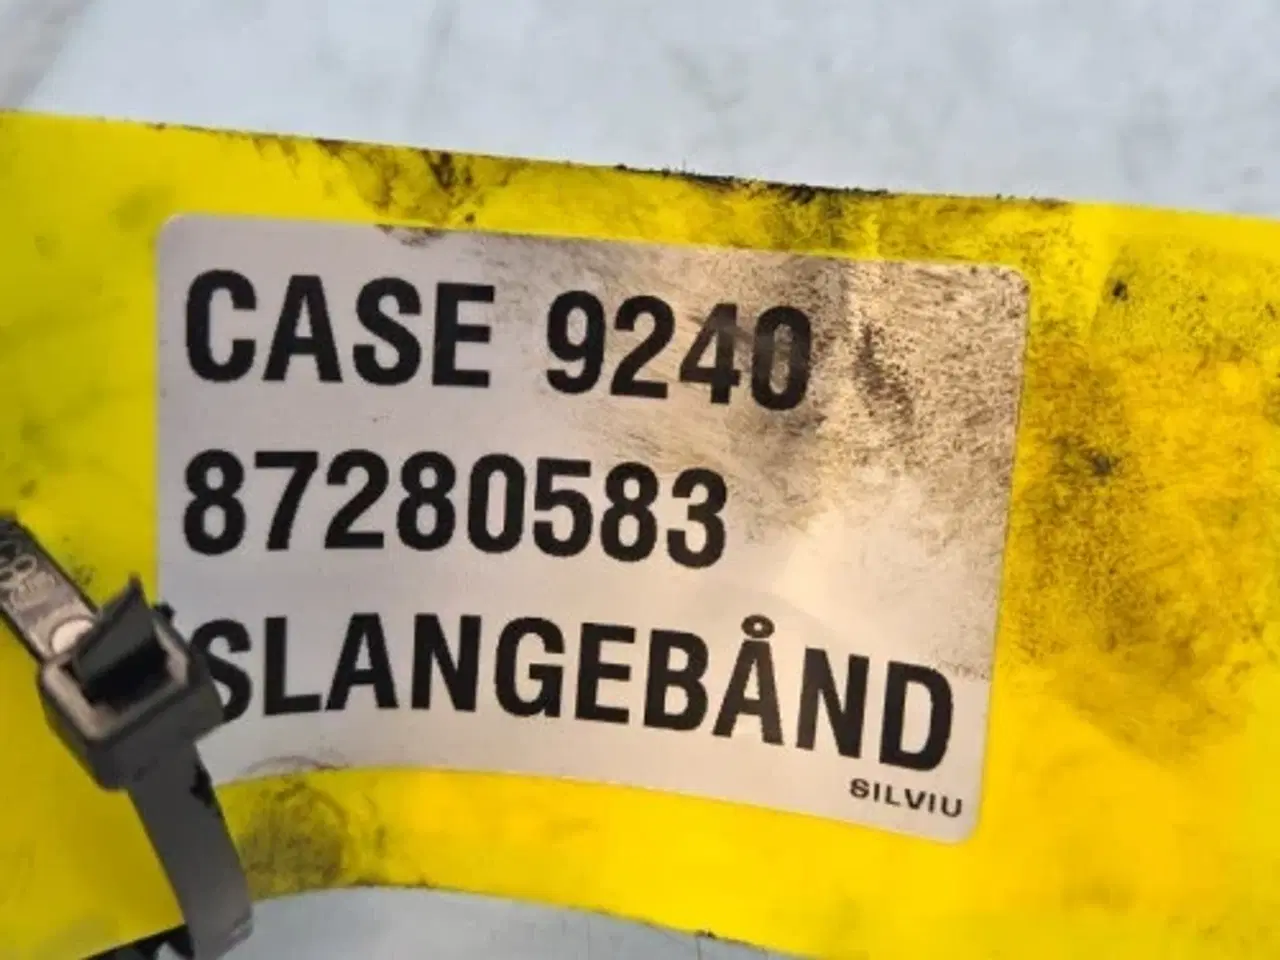 CASE 9240
87280583
SLANGEBÅND
SILVIU